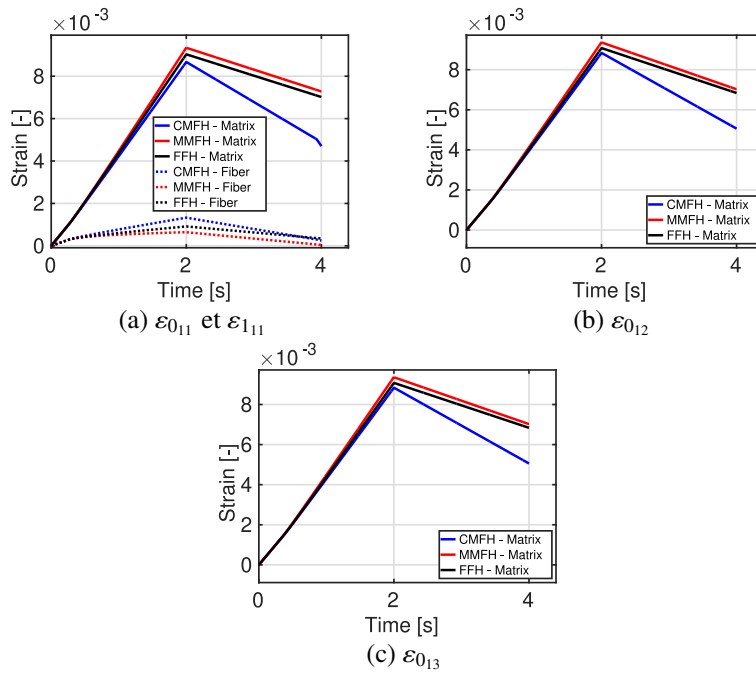 ×10 -3
8
6
4
2
0
Strain [-]
CMFH - Matrix
MMFH - Matrix
FFH - Matrix
CMFH - Fiber
MMFH - Fiber
FFH - Fiber
0 2 4
Time [s]
(a) ε0₁₁ et ε1₁₁
×10 -3
8
6
4
2
0
Strain [-]
CMFH - Matrix
MMFH - Matrix
FFH - Matrix
0 2 4
Time [s]
(b) ε0₁₂
×10 -3
8
6
4
2
0
Strain [-]
CMFH - Matrix
MMFH - Matrix
FFH - Matrix
0 2 4
Time [s]
(c) ε0₁₃